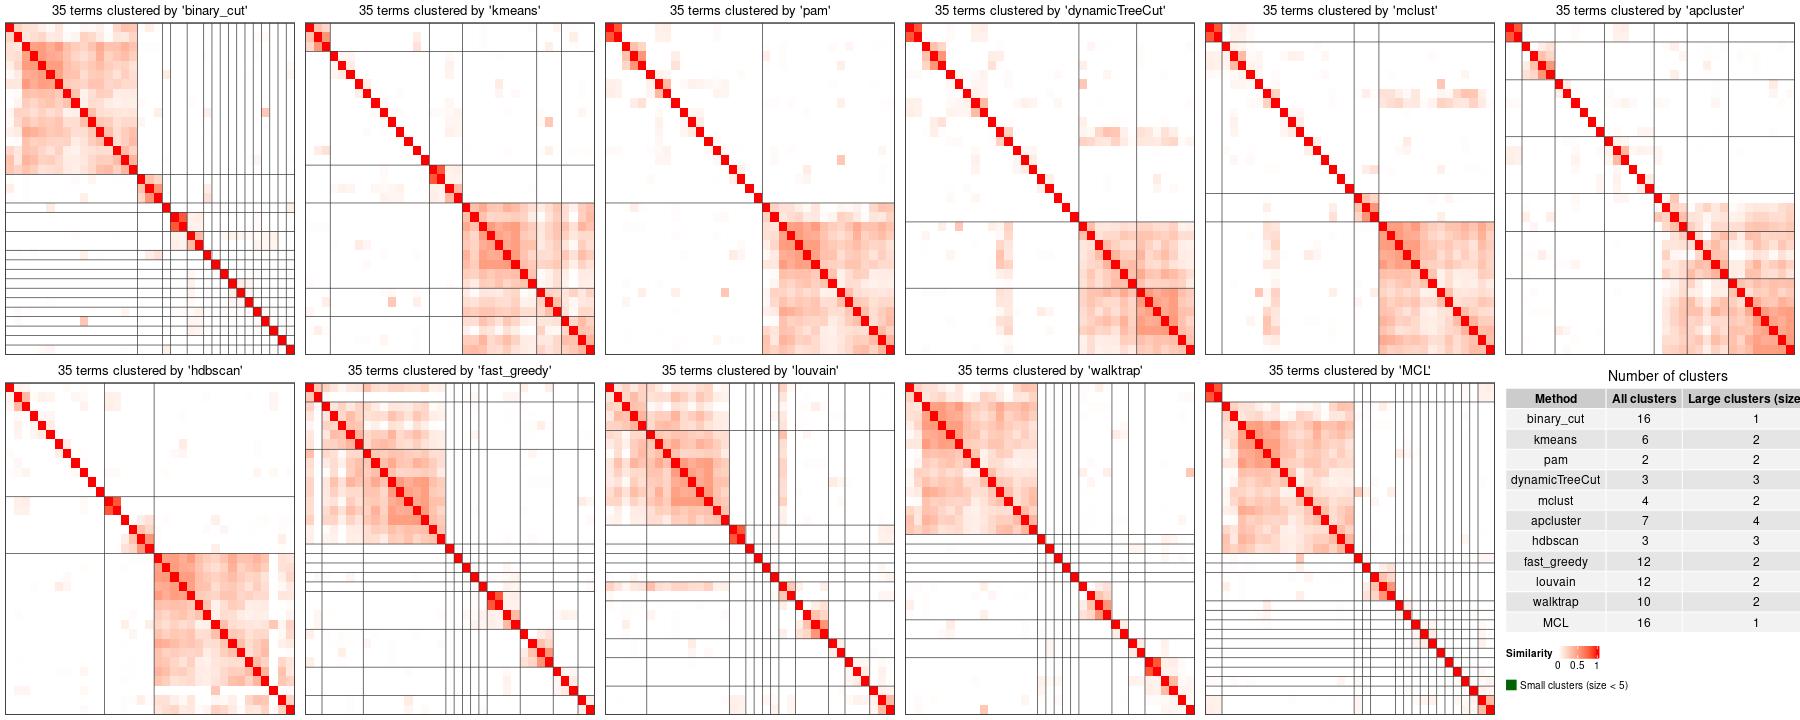 35 terms clustered by 'binary_cut'
35 terms clustered by 'kmeans'
35 terms clustered by 'pam'
35 terms clustered by 'dynamicTreeCut'
35 terms clustered by 'mclust'
35 terms clustered by 'apcluster'
35 terms clustered by 'hdbscan'
35 terms clustered by 'fast_greedy'
35 terms clustered by 'louvain'
35 terms clustered by 'walktrap'
35 terms clustered by 'MCL'
Number of clusters
Method All clusters Large clusters (size
binary_cut 16 1
kmeans 6 2
pam 2 2
dynamicTreeCut 3 3
mclust 4 2
apcluster 7 4
hdbscan 3 3
fast_greedy 12 2
louvain 12 2
walktrap 10 2
MCL 16 1
Similarity
0 0.5 1
Small clusters (size < 5)